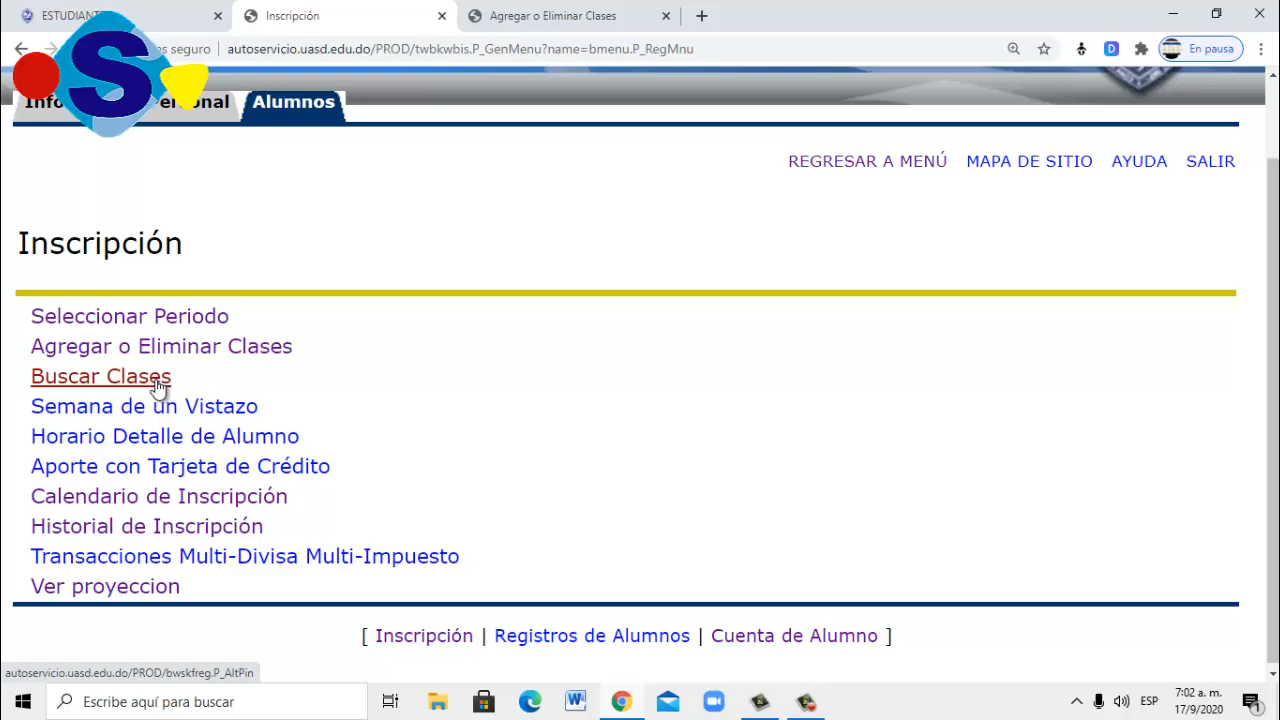 ESTUDIANT
Inscripción
Agregar o Eliminar Clases
os seguro
autoservicio.uasd.edu.do/PROD/twbkwbis.P_GenMenu?name=bmenu.P_RegMnu
D
En pausa
S
Alumnos
REGRESAR A MENÚ MAPA DE SITIO AYUDA SALIR
Inscripción
Seleccionar Periodo
Agregar o Eliminar Clases
Buscar Clases
Semana de un Vistazo
Horario Detalle de Alumno
Aporte con Tarjeta de Crédito
Calendario de Inscripción
Historial de Inscripción
Transacciones Multi-Divisa Multi-Impuesto
Ver proyeccion
[ Inscripción | Registros de Alumnos | Cuenta de Alumno ]
autoservicio.uasd.edu.do/PROD/bwskfreg.P_AltPin
Escribe aquí para buscar
ESP
7:02 a. m.
17/9/2020
1